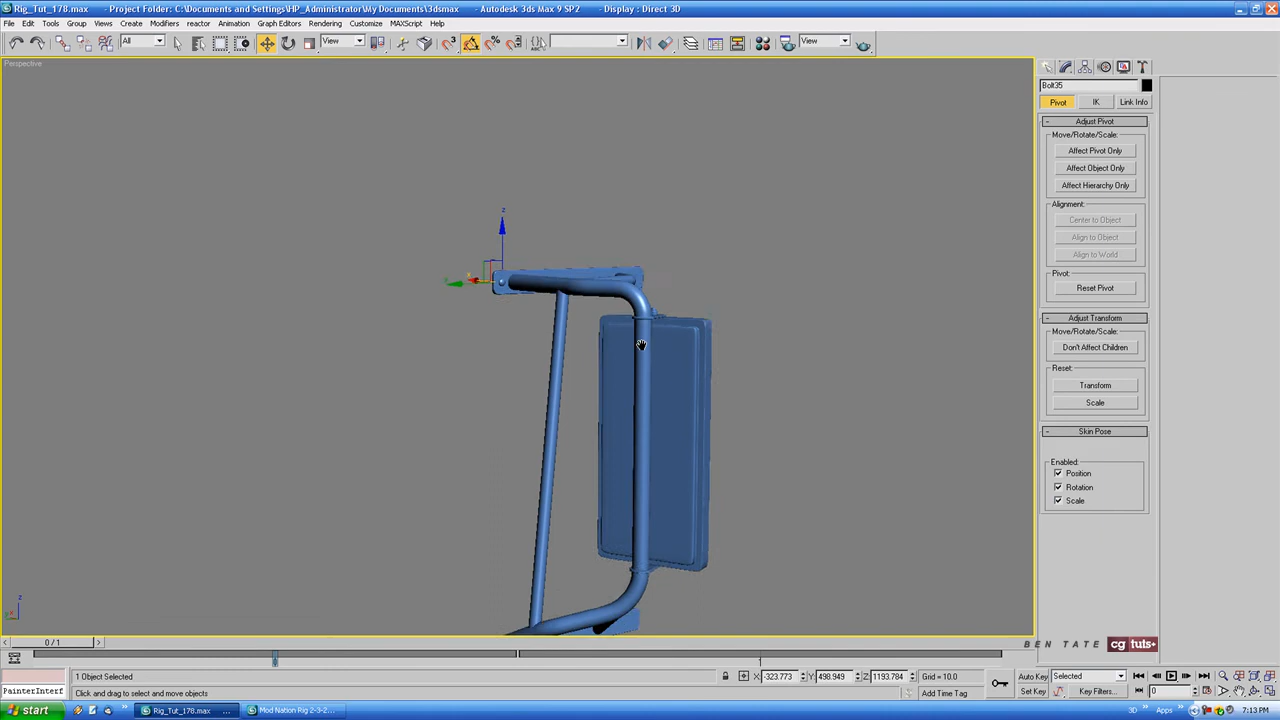 Rig_Tut_178.max - Project Folder: C:\Documents and Settings\HP_Administrator\My Documents\3dsmax - Autodesk 3ds Max 9 SP2 - Display : Direct 3D
File Edit Tools Group Views Create Modifiers reactor Animation Graph Editors Rendering Customize MAXScript Help
All View View
Perspective
Bolt35
Pivot IK Link Info
- Adjust Pivot
Move/Rotate/Scale:
Affect Pivot Only
Affect Object Only
Affect Hierarchy Only
Alignment:
Center to Object
Align to Object
Align to World
Pivot:
Reset Pivot
- Adjust Transform
Move/Rotate/Scale:
Don't Affect Children
Reset:
Transform
Scale
- Skin Pose
Enabled:
Position
Rotation
Scale
z
x
z
0 / 1
BEN TATE cg tuts+
0 1
1 Object Selected X: -323.773 Y: 498.949 Z: 1193.784 Grid = 10.0 Auto Key Selected
PainterInterf Click and drag to select and move objects Add Time Tag Set Key Key Filters... 0
start Rig_Tut_178.max ... Mod Nation Rig 2-3-2... 3D Apps 7:13 PM